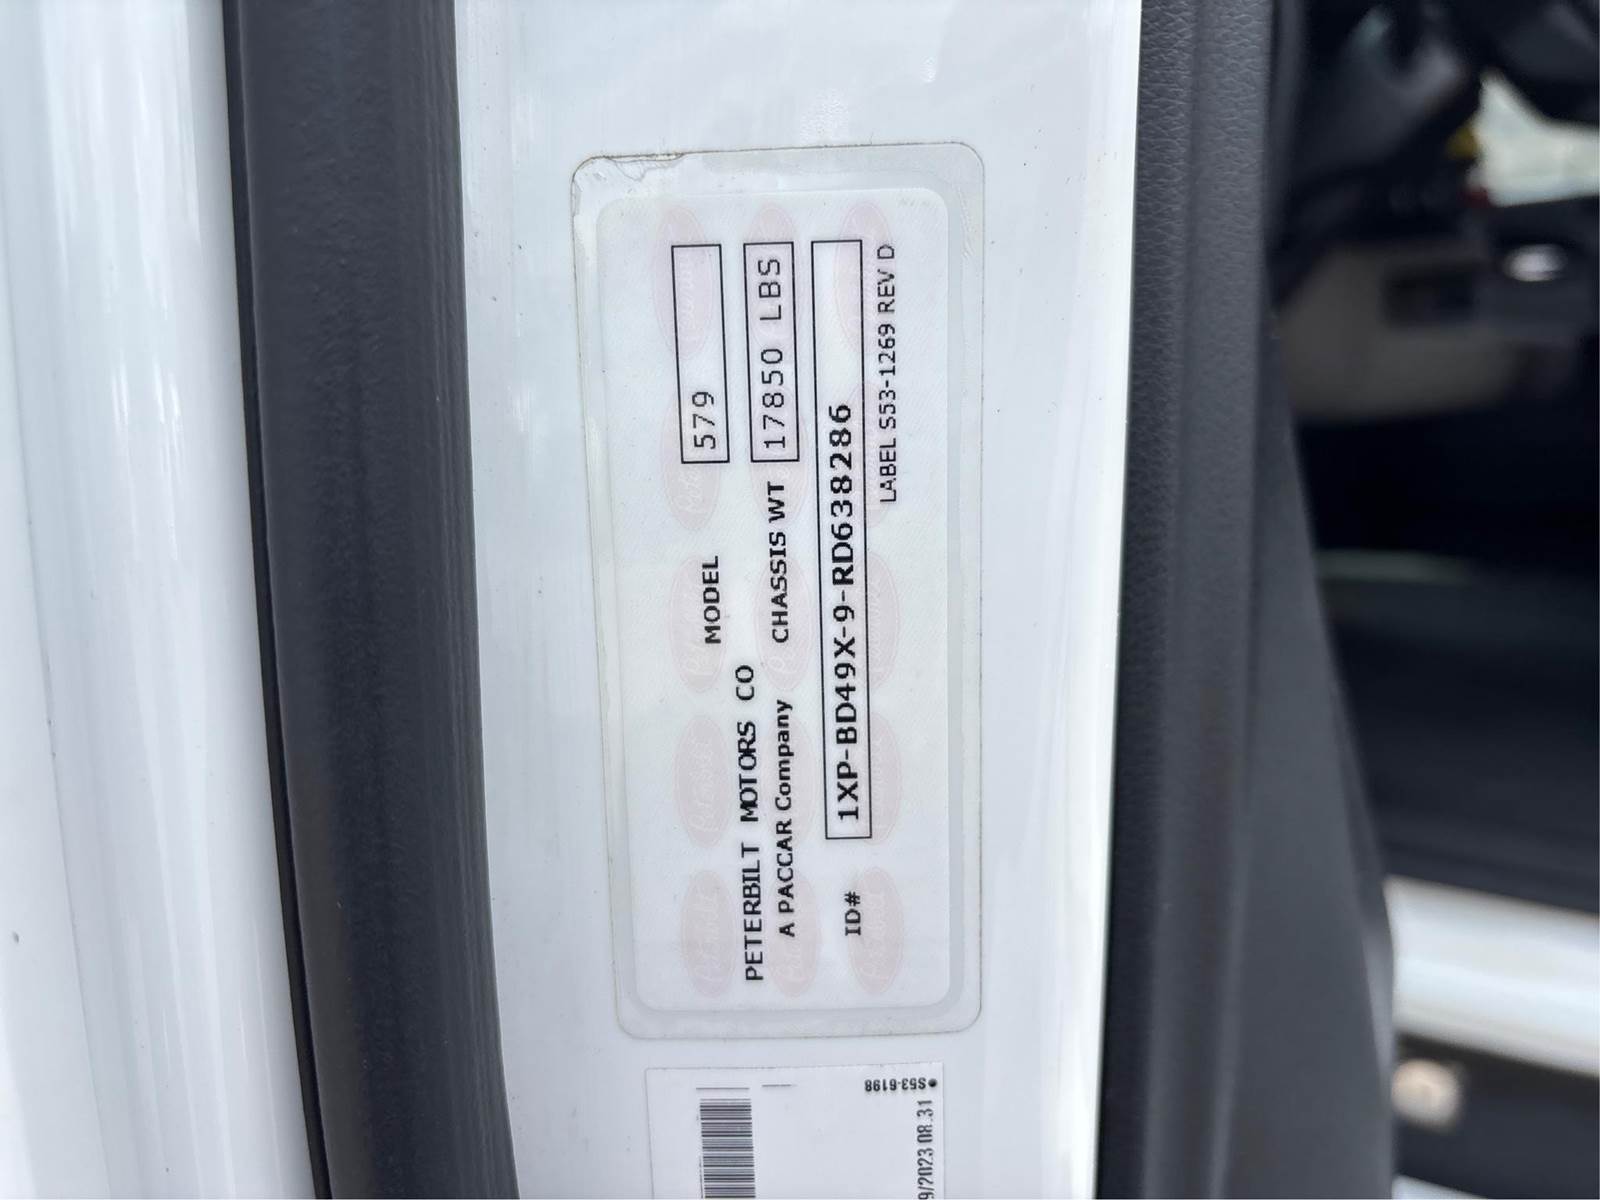 MODEL 579
PETERBILT MOTORS CO
A PACCAR Company CHASSIS WT 17850 LBS
ID# 1XP-BD49X-9-RD638286
LABEL S53-1269 REV D
S53-6198
9/2023 08:31